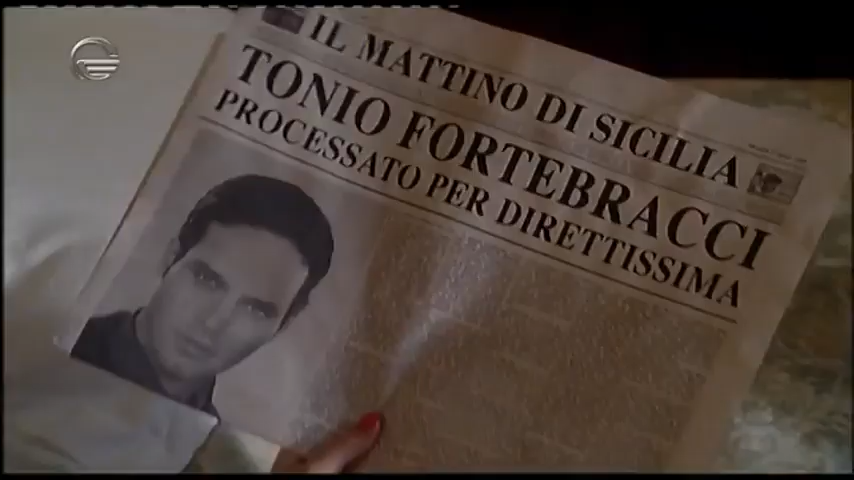 IL MATTINO DI SICILIA
TONIO FORTEBRACCI
PROCESSATO PER DIRETTISSIMA